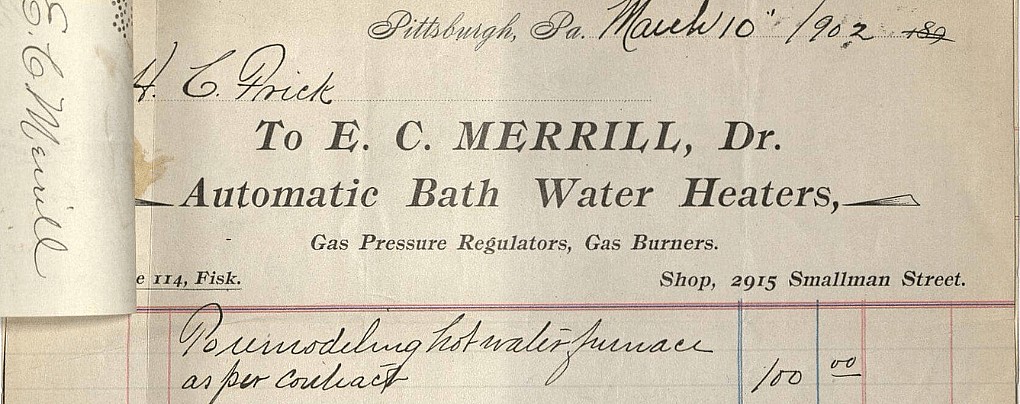 E. C. Merrill
Pittsburgh, Pa. March 10" 1902 189
H. C. Frick
To E. C. MERRILL, Dr.
Automatic Bath Water Heaters,
Gas Pressure Regulators, Gas Burners.
e 114, Fisk.
Shop, 2915 Smallman Street.
To remodeling hot water furnace
as per contract 100 00